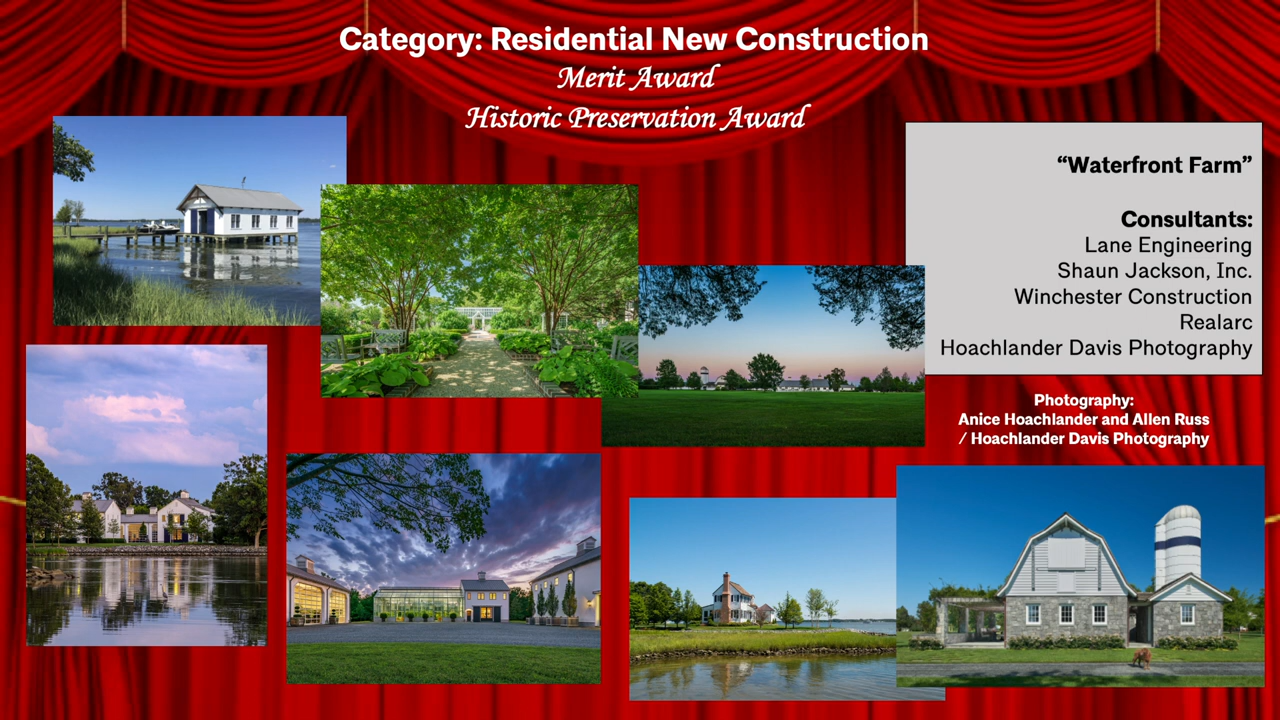 Category: Residential New Construction
Merit Award
Historic Preservation Award
“Waterfront Farm”
Consultants:
Lane Engineering
Shaun Jackson, Inc.
Winchester Construction
Realarc
Hoachlander Davis Photography
Photography:
Anice Hoachlander and Allen Russ
/ Hoachlander Davis Photography